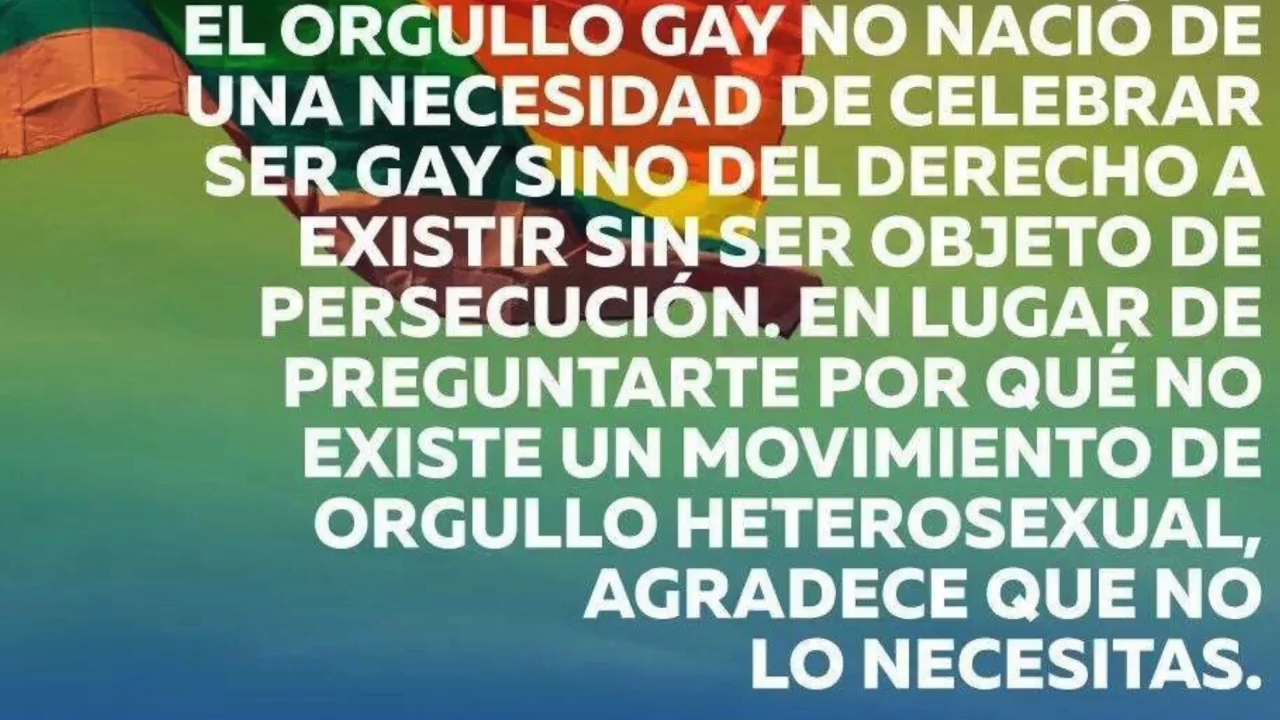 EL ORGULLO GAY NO NACIÓ DE
UNA NECESIDAD DE CELEBRAR
SER GAY SINO DEL DERECHO A
EXISTIR SIN SER OBJETO DE
PERSECUCIÓN. EN LUGAR DE
PREGUNTARTE POR QUÉ NO
EXISTE UN MOVIMIENTO DE
ORGULLO HETEROSEXUAL,
AGRADECE QUE NO
LO NECESITAS.